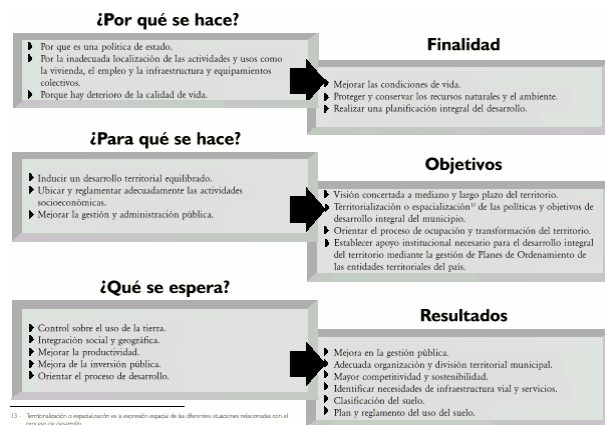 ¿Por qué se hace?
Por que es una politica de estado.
Por la inadecuada localización de las actividades y usos como
la vivienda, el empleo y la infraestructura y equipamientos
colectivos.
Porque hay deterioro de la calidad de vida.
Finalidad
Mejorar las condiciones de vida.
Proteger y conservar los recursos naturales y el ambiente.
Realizar una planificación integral del desarrollo.
¿Para qué se hace?
Inducir un desarrollo territorial equilibrado.
Ubicar y reglamentar adecuadamente las actividades
socioeconómicas.
Mejorar la gestión y administración pública.
Objetivos
Visión concertada a mediano y largo plazo del territorio.
Territorialización o espacialización¹³ de las políticas y objetivos de
desarrollo integral del municipio.
Orientar el proceso de ocupación y transformación del territorio.
Establecer apoyo institucional necesario para el desarrollo integral
del territorio mediante la gestión de Planes de Ordenamiento de
las entidades territoriales del país.
¿Qué se espera?
Control sobre el uso de la tierra.
Integración social y geográfica.
Mejorar la productividad.
Mejora de la inversión pública.
Orientar el proceso de desarrollo.
Resultados
Mejora en la gestión pública.
Adecuada organización y división territorial municipal.
Mayor competitividad y sostenibilidad.
Identificar necesidades de infraestructura vial y servicios.
Clasificación del suelo.
Plan y reglamento del uso del suelo.
13 - Territorialización o espacialización es la expresión espacial de las diferentes situaciones relacionadas con el
proceso de desarrollo.